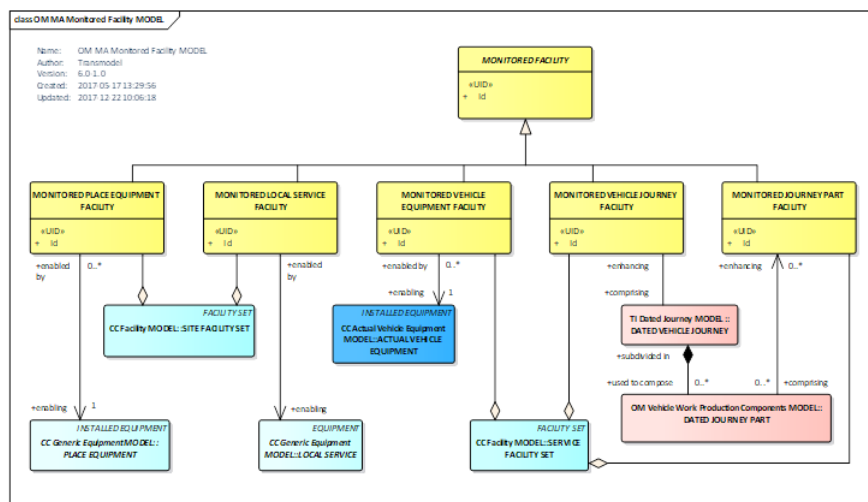 class OM MA Monitored Facility MODEL
Name: OM MA Monitored Facility MODEL
Author: Transmodel
Version: 6.0-1.0
Created: 2017-05-17 13:29:56
Updated: 2017-12-22 10:06:18
MONITORED FACILITY
«UID»
+ Id
MONITORED PLACE EQUIPMENT
FACILITY
«UID»
+ Id
MONITORED LOCAL SERVICE
FACILITY
«UID»
+ Id
MONITORED VEHICLE
EQUIPMENT FACILITY
«UID»
+ Id
MONITORED VEHICLE JOURNEY
FACILITY
«UID»
+ Id
MONITORED JOURNEY PART
FACILITY
«UID»
+ Id
+enabled
by
0..*
+enabled
by
+enabled by
0..*
+enhancing
+enhancing
0..*
FACILITY SET
CC Facility MODEL::SITE FACILITY SET
+enabling
1
INSTALLED EQUIPMENT
CC Actual Vehicle Equipment
MODEL::ACTUAL VEHICLE
EQUIPMENT
+comprising
TI Dated Journey MODEL ::
DATED VEHICLE JOURNEY
+subdivided in
+used to compose
0..*
0..*
+comprising
OM Vehicle Work Production Components MODEL::
DATED JOURNEY PART
+enabling
1
+enabling
INSTALLED EQUIPMENT
CC Generic EquipmentMODEL::
PLACE EQUIPMENT
EQUIPMENT
CC Generic Equipment
MODEL::LOCAL SERVICE
FACILITY SET
CC Facility MODEL::SERVICE
FACILITY SET